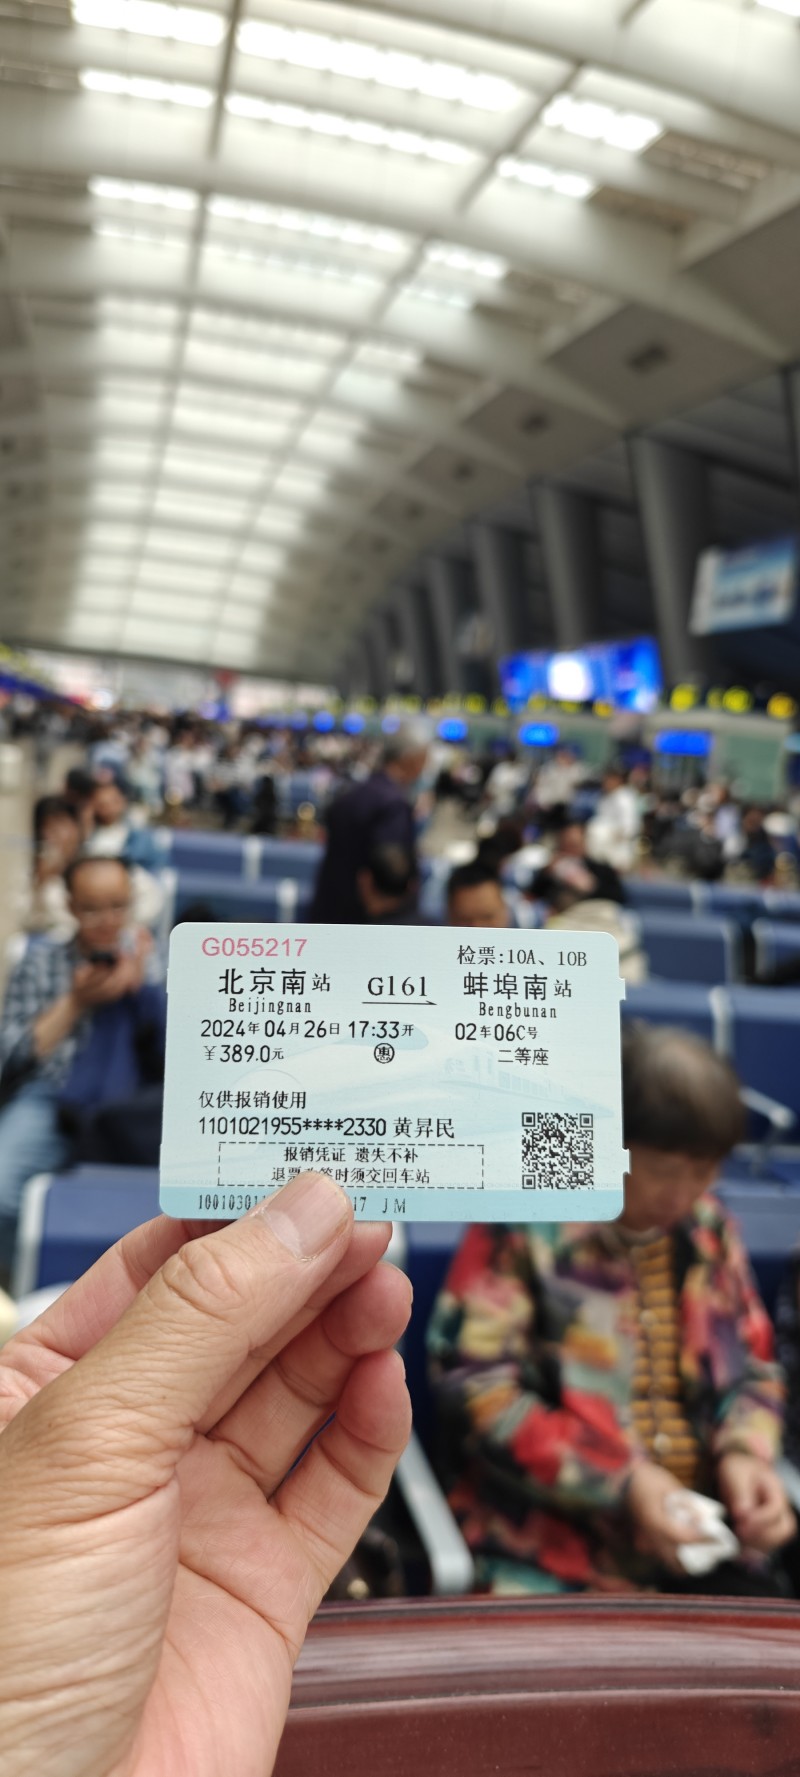 G055217 检票:10A、10B
北京南站 G161 蚌埠南站
Beijingnan Bengbunan
2024年04月26日 17:33开 02车06C号
￥389.0元 惠 二等座
仅供报销使用
1101021955****2330 黄昇民
报销凭证 遗失不补
退票改签时须交回车站
JM